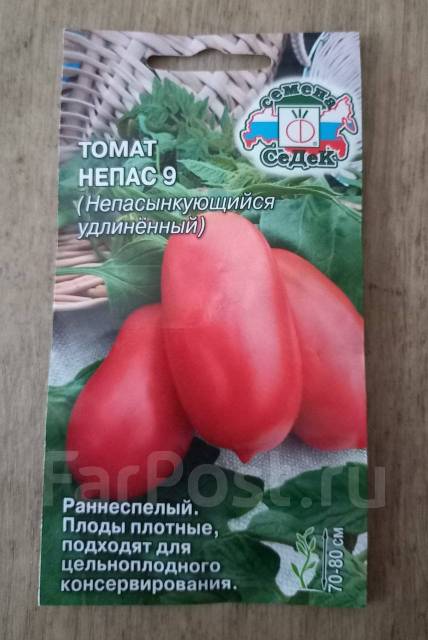 семена
СеДеК
ТОМАТ
НЕПАС 9
(Непасынкующийся
удлинённый)
FarPost.ru
Раннеспелый.
Плоды плотные,
подходят для
цельноплодного
консервирования.
70-80 см